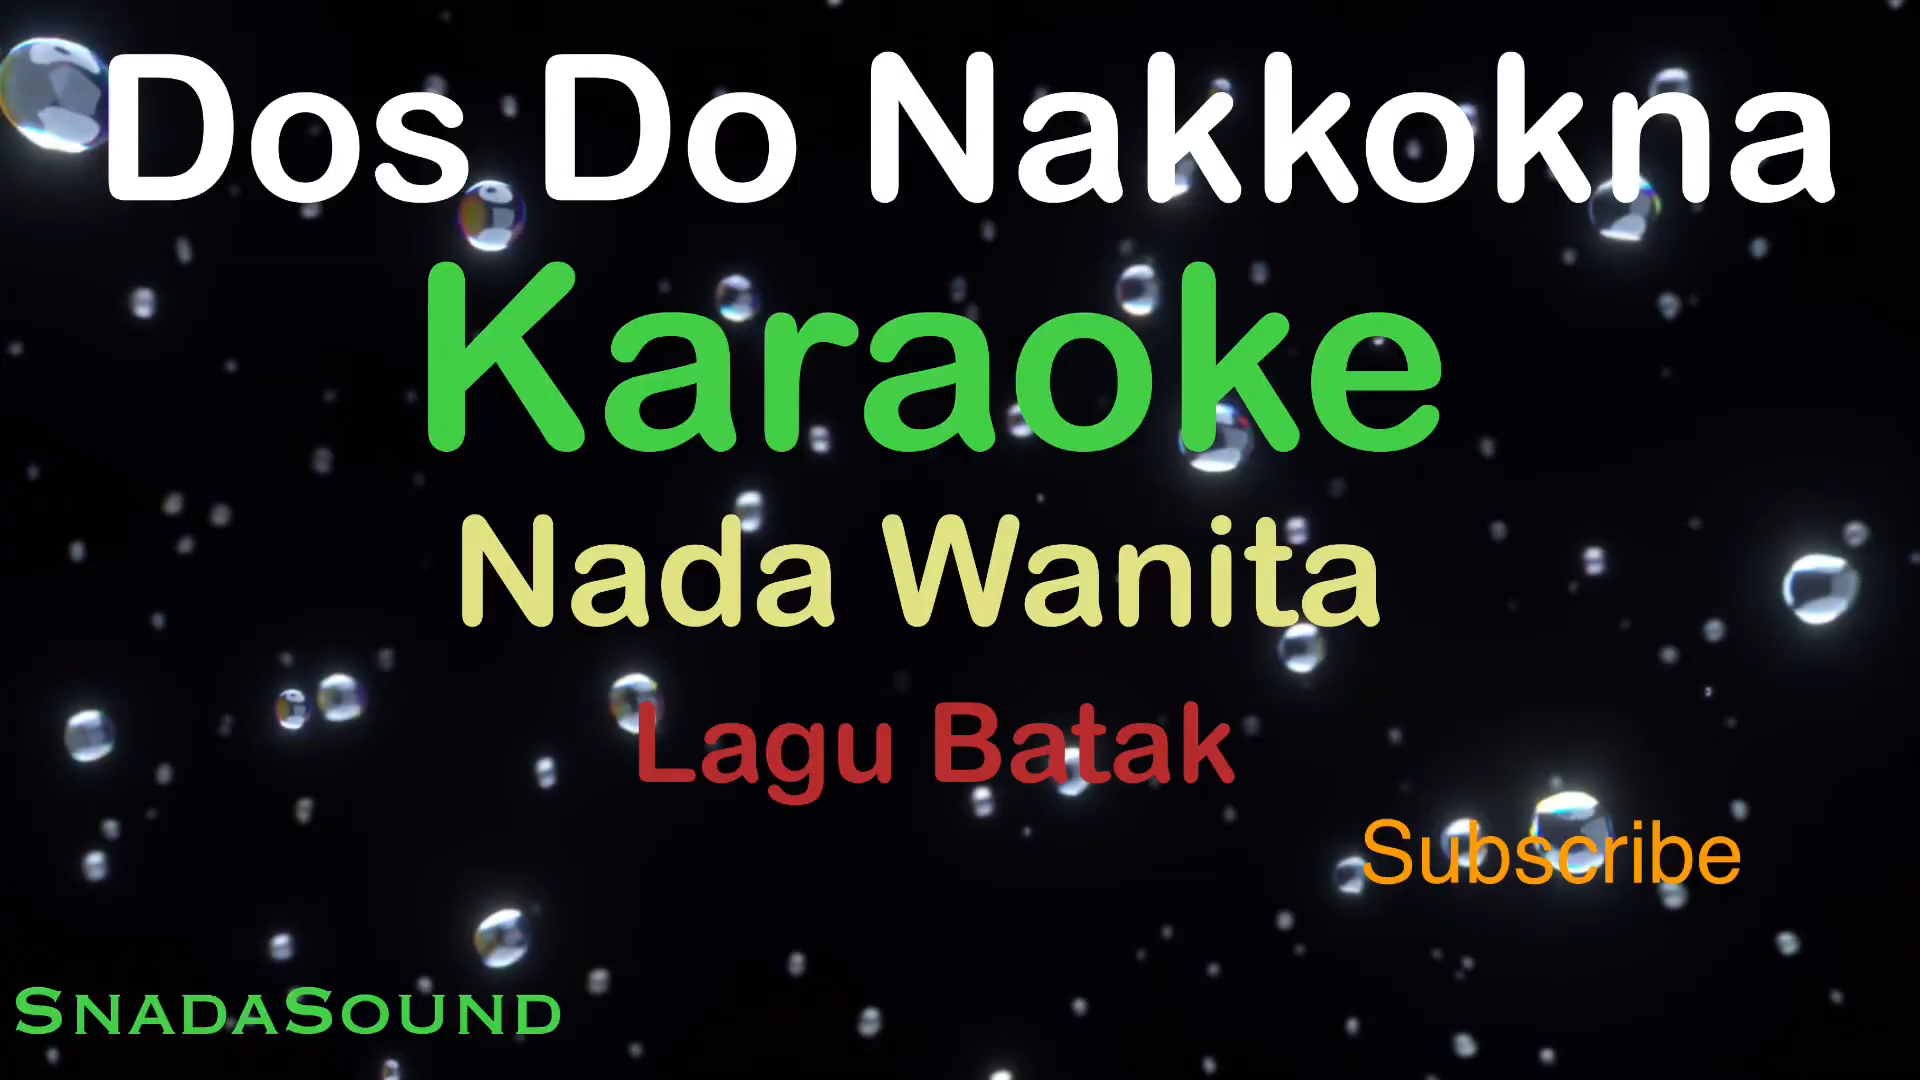 Dos Do Nakkokna
Karaoke
Nada Wanita
Lagu Batak
Subscribe
SnadaSound